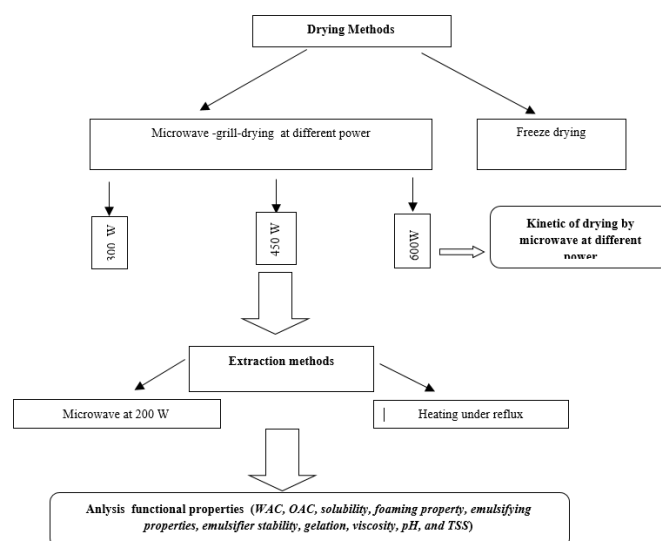 Drying Methods
Microwave -grill-drying at different power
Freeze drying
300 W
450 W
600W
Kinetic of drying by
microwave at different
power
Extraction methods
Microwave at 200 W
Heating under reflux
Anlysis functional properties (WAC, OAC, solubility, foaming property, emulsifying
properties, emulsifier stability, gelation, viscosity, pH, and TSS)